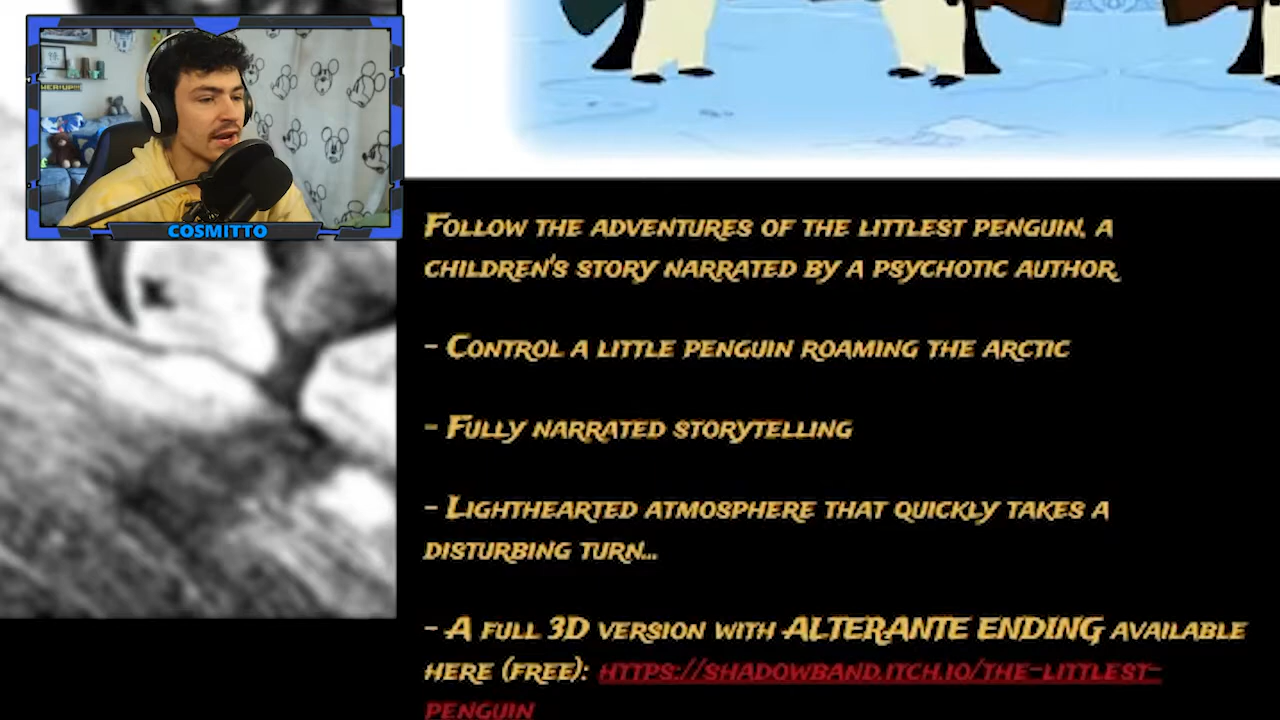 COSMITTO
Follow the adventures of the littlest penguin, a
children's story narrated by a psychotic author.
- Control a little penguin roaming the arctic
- Fully narrated storytelling
- Lighthearted atmosphere that quickly takes a
disturbing turn...
- A full 3D version with ALTERANTE ENDING available
here (free): https://shadowband.itch.io/the-littlest-
penguin